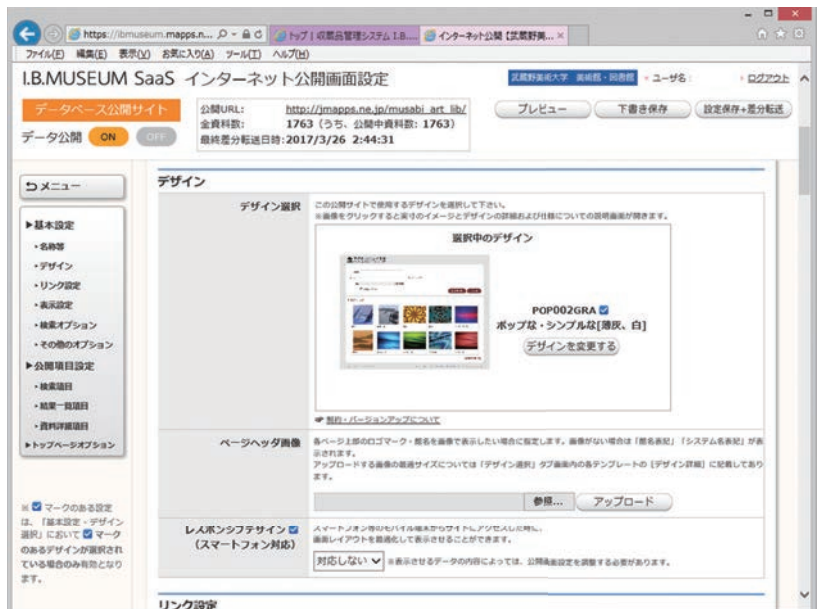 https://ibmuseum.mapps.n...
トップ | 収蔵品管理システム I.B....
インターネット公開【武蔵野美...
ファイル(F) 編集(E) 表示(V) お気に入り(A) ツール(T) ヘルプ(H)
I.B.MUSEUM SaaS インターネット公開画面設定
武蔵野美術大学 美術館・図書館
ユーザ名:
ログアウト
データベース公開サイト
データ公開 ON OFF
公開URL: http://jmapps.ne.jp/musabi_art_lib/
全資料数: 1763（うち、公開中資料数: 1763）
最終差分転送日時:2017/3/26 2:44:31
プレビュー 下書き保存 設定保存+差分転送
メニュー
▶基本設定
・名称等
・デザイン
・リンク設定
・表示設定
・検索オプション
・その他のオプション
▶公開項目設定
・検索項目
・結果一覧項目
・資料詳細項目
▶トップページオプション
※ マークのある設定
は、「基本設定・デザイン
選択」において マーク
のあるデザインが選択され
ている場合のみ有効となり
ます。
デザイン
デザイン選択
この公開サイトで使用するデザインを選択して下さい。
※画像をクリックすると実寸のイメージとデザインの詳細および仕様についての説明画面が開きます。
選択中のデザイン
POP002GRA
ポップな・シンプルな[薄灰、白]
デザインを変更する
解約・バージョンアップについて
ページヘッダ画像
各ページ上部のロゴマーク・館名を画像で表示したい場合に指定します。画像がない場合は「館名表記」「システム名表記」が表
示されます。
アップロードする画像の最適サイズについては「デザイン選択」タブ画面内の各テンプレートの [デザイン詳細] に記載してあり
ます。
参照... アップロード
レスポンシブデザイン
（スマートフォン対応）
スマートフォン等のモバイル端末からサイトにアクセスした時に、
画面レイアウトを最適化して表示させることができます。
対応しない ※表示させるデータの内容によっては、公開画面設定を調整する必要があります。
リンク設定